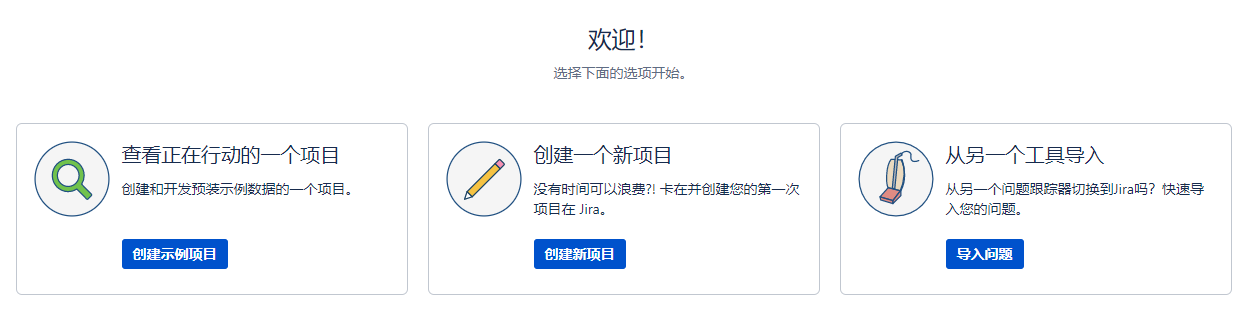 欢迎！
选择下面的选项开始。
查看正在行动的一个项目
创建和开发预装示例数据的一个项目。
创建示例项目
创建一个新项目
没有时间可以浪费?! 卡在并创建您的第一次
项目在 Jira。
创建新项目
从另一个工具导入
从另一个问题跟踪器切换到Jira吗？快速导
入您的问题。
导入问题